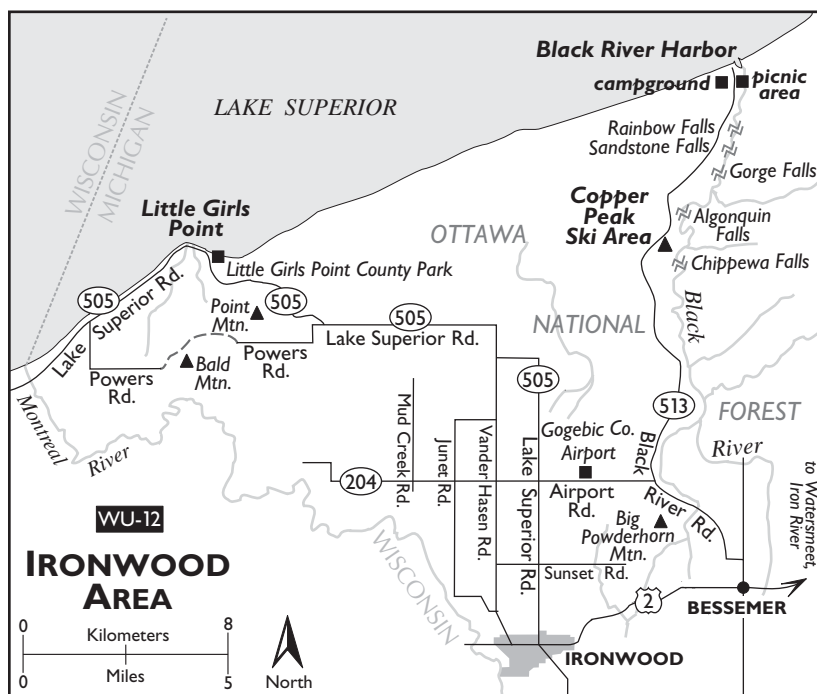 Black River Harbor
campground
picnic
area
LAKE SUPERIOR
WISCONSIN
MICHIGAN
Rainbow Falls
Sandstone Falls
Gorge Falls
Little Girls
Point
Copper
Peak
Ski Area
Algonquin
Falls
OTTAWA
Little Girls Point County Park
Chippewa Falls
505
Lake Superior Rd.
Point
Mtn.
505
505
Lake Superior Rd.
Black
NATIONAL
Powers
Rd.
Bald
Mtn.
Powers
Rd.
505
513
FOREST
Montreal
River
Mud Creek Rd.
Junet Rd.
Vander Hasen Rd.
Lake Superior Rd.
Gogebic Co.
Airport
Black
River Rd.
River
to Watersmeet,
Iron River
204
Airport
Rd.
Big
Powderhorn
Mtn.
WU-12
WISCONSIN
Sunset Rd.
IRONWOOD
AREA
2
BESSEMER
0 8
Kilometers
Miles
0 5
North
IRONWOOD